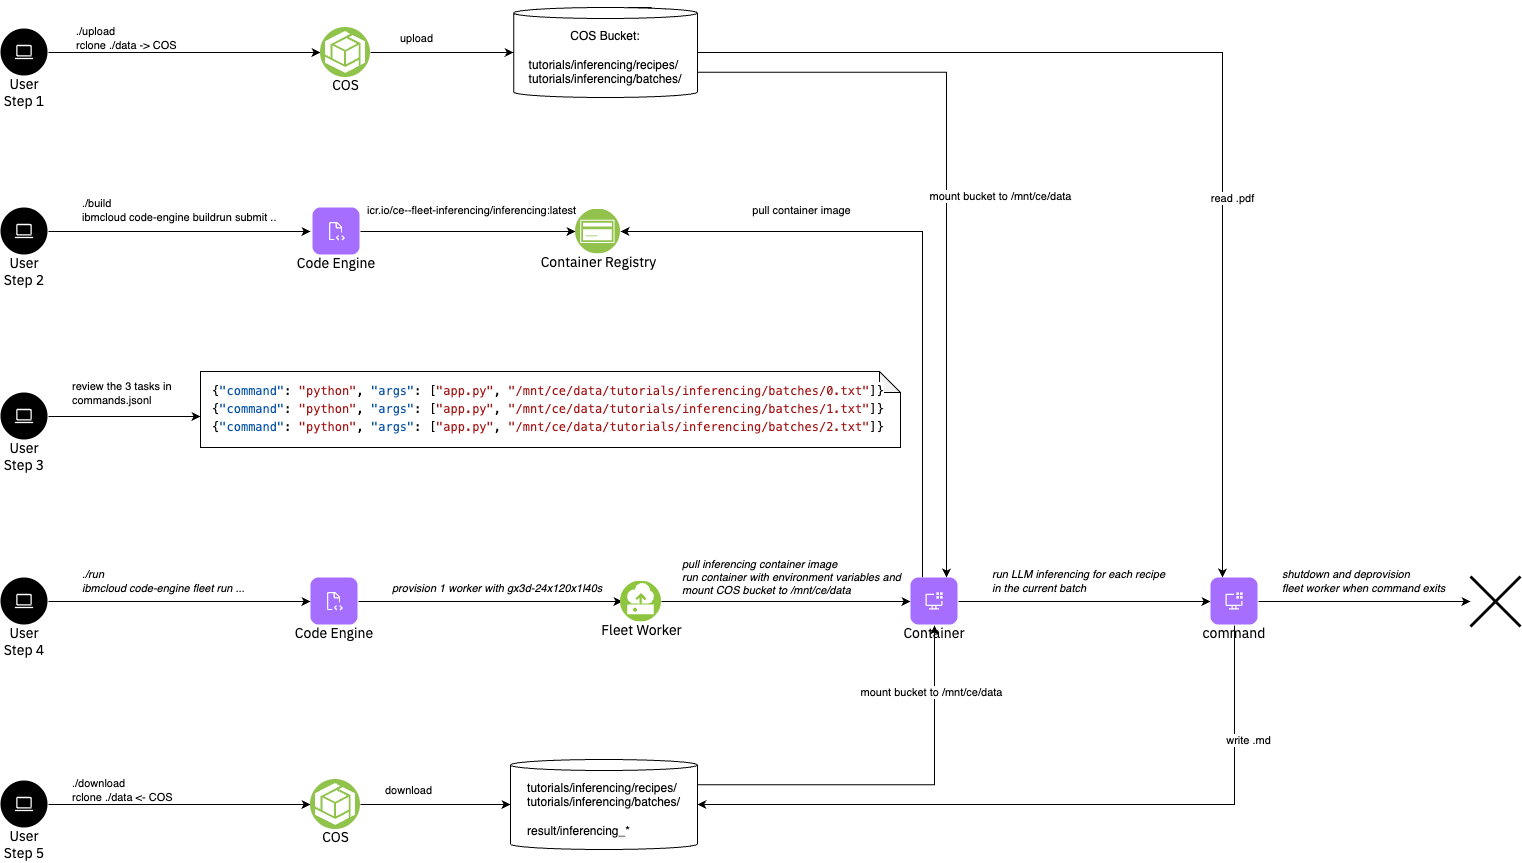 ./upload
rclone ./data -> COS
upload
COS Bucket:
tutorials/inferencing/recipes/
tutorials/inferencing/batches/
User
Step 1
COS
mount bucket to /mnt/ce/data
read .pdf
./build
ibmcloud code-engine buildrun submit ..
icr.io/ce--fleet-inferencing/inferencing:latest
pull container image
User
Step 2
Code Engine
Container Registry
review the 3 tasks in
commands.jsonl
{"command": "python", "args": ["app.py", "/mnt/ce/data/tutorials/inferencing/batches/0.txt"]}
{"command": "python", "args": ["app.py", "/mnt/ce/data/tutorials/inferencing/batches/1.txt"]}
{"command": "python", "args": ["app.py", "/mnt/ce/data/tutorials/inferencing/batches/2.txt"]}
User
Step 3
./run
ibmcloud code-engine fleet run ...
provision 1 worker with gx3d-24x120x1l40s
pull inferencing container image
run container with environment variables and
mount COS bucket to /mnt/ce/data
run LLM inferencing for each recipe
in the current batch
shutdown and deprovision
fleet worker when command exits
User
Step 4
Code Engine
Fleet Worker
Container
command
mount bucket to /mnt/ce/data
write .md
./download
rclone ./data <- COS
download
tutorials/inferencing/recipes/
tutorials/inferencing/batches/
result/inferencing_*
User
Step 5
COS